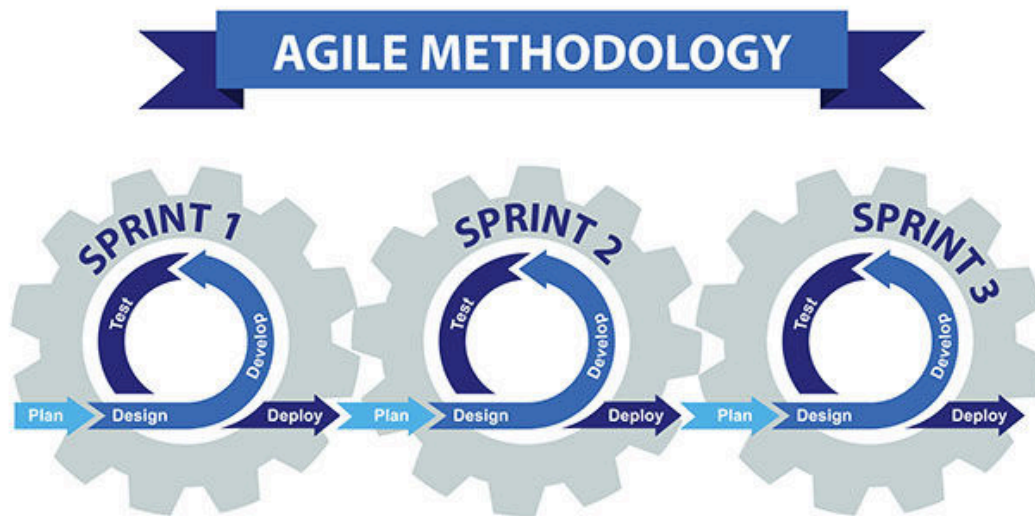 AGILE METHODOLOGY
SPRINT 1
Test
Develop
Plan
Design
Deploy
SPRINT 2
Test
Develop
Plan
Design
Deploy
SPRINT 3
Test
Develop
Plan
Design
Deploy